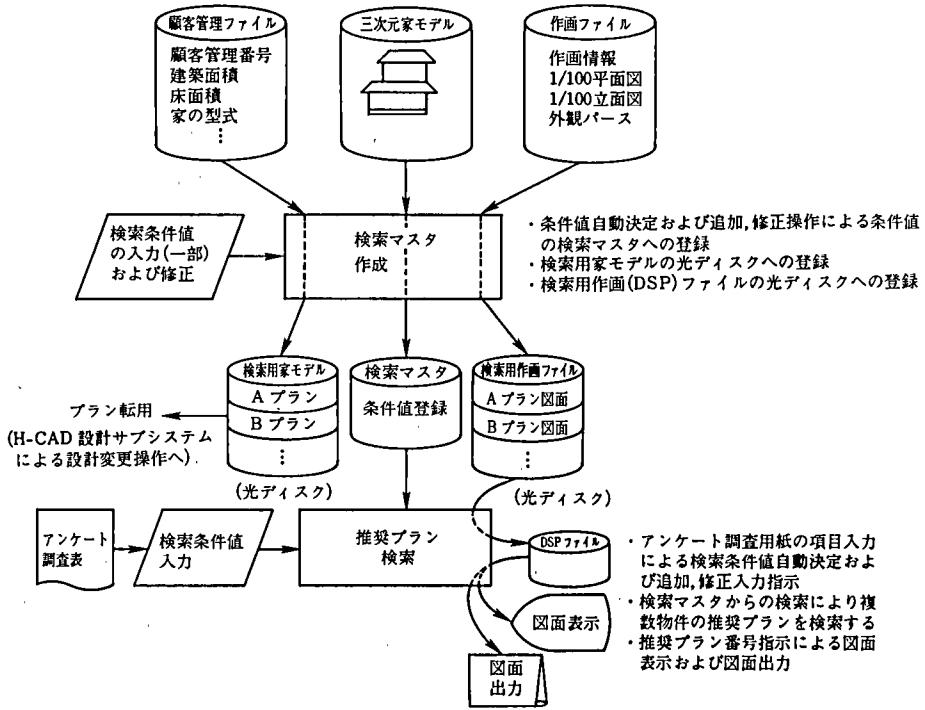 顧客管理ファイル
顧客管理番号
建築面積
床面積
家の型式
⋮
三次元家モデル
作画ファイル
作画情報
1/100平面図
1/100立面図
外観パース
検索条件値
の入力(一部)
および修正
検索マスタ
作成
・条件値自動決定および追加,修正操作による条件値
の検索マスタへの登録
・検索用家モデルの光ディスクへの登録
・検索用作画(DSP)ファイルの光ディスクへの登録
検索用家モデル
Aプラン
Bプラン
⋮
(光ディスク)
検索マスタ
条件値登録
検索用作画ファイル
Aプラン図面
Bプラン図面
⋮
(光ディスク)
プラン転用
(H-CAD設計サブシステム
による設計変更操作へ)
アンケート
調査表
検索条件値
入力
推奨プラン
検索
DSPファイル
図面表示
図面
出力
・アンケート調査用紙の項目入力
による検索条件値自動決定およ
び追加,修正入力指示
・検索マスタからの検索により複
数物件の推奨プランを検索する
・推奨プラン番号指示による図面
表示および図面出力